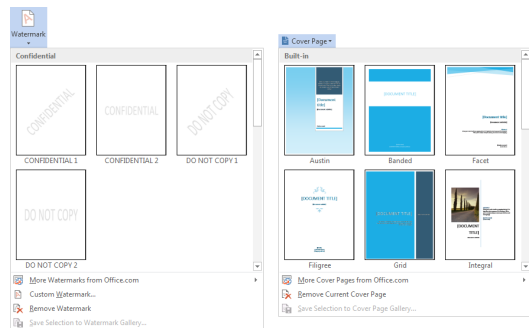 Watermark
Confidential
CONFIDENTIAL
CONFIDENTIAL
DO NOT COPY
CONFIDENTIAL 1
CONFIDENTIAL 2
DO NOT COPY 1
DO NOT COPY
DO NOT COPY 2
More Watermarks from Office.com
Custom Watermark...
Remove Watermark
Save Selection to Watermark Gallery...
Cover Page
Built-in
[Document title]
[DOCUMENT TITLE]
[Document title]
Austin
Banded
Facet
[DOCUMENT TITLE]
[DOCUMENT TITLE]
[DOCUMENT
TITLE]
Filigree
Grid
Integral
More Cover Pages from Office.com
Remove Current Cover Page
Save Selection to Cover Page Gallery...